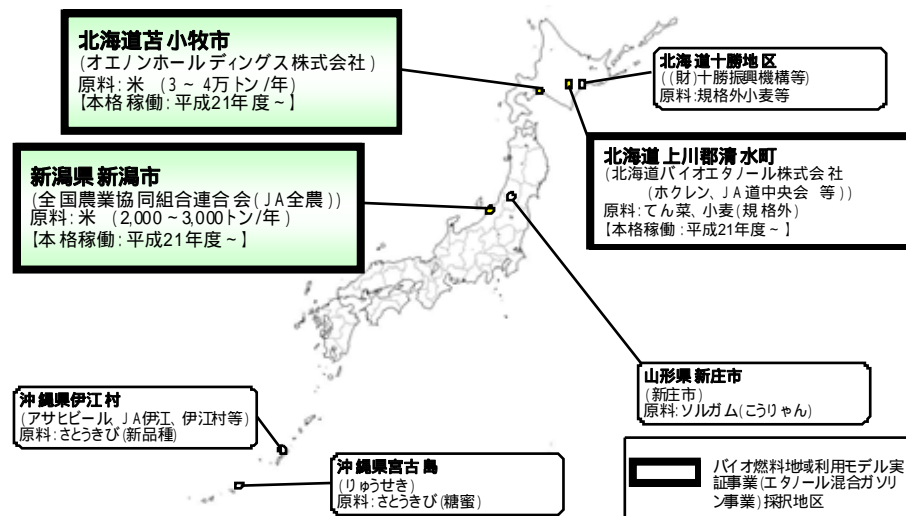 北海道苫小牧市
(オエノンホールディングス株式会社)
原料:米 (3~4万トン/年)
【本格稼働:平成21年度~】
北海道十勝地区
((財)十勝振興機構等)
原料:規格外小麦等
新潟県新潟市
(全国農業協同組合連合会(JA全農))
原料:米 (2,000~3,000トン/年)
【本格稼働:平成21年度~】
北海道上川郡清水町
(北海道バイオエタノール株式会社
(ホクレン、JA道中央会 等))
原料:てん菜、小麦(規格外)
【本格稼働:平成21年度~】
山形県新庄市
(新庄市)
原料:ソルガム(こうりゃん)
沖縄県伊江村
(アサヒビール、JA伊江、伊江村等)
原料:さとうきび(新品種)
沖縄県宮古島
(りゅうせき)
原料:さとうきび(糖蜜)
バイオ燃料地域利用モデル実
証事業(エタノール混合ガソリ
ン事業)採択地区